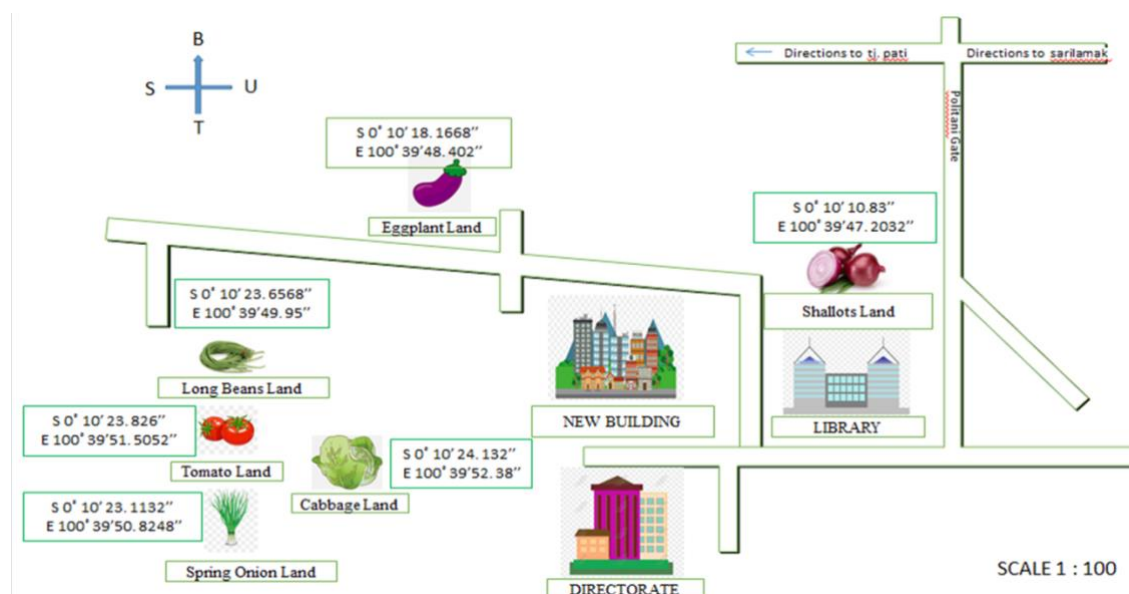 B
S U
T
Directions to tj. pati
Directions to sarilamak
Politani Gate
S 0° 10' 18.1668"
E 100° 39'48.402"
Eggplant Land
S 0° 10' 10.83"
E 100° 39'47.2032"
Shallots Land
S 0° 10' 23.6568"
E 100° 39'49.95"
Long Beans Land
NEW BUILDING
LIBRARY
S 0° 10' 23.826"
E 100° 39'51.5052"
Tomato Land
S 0° 10' 24.132"
E 100° 39'52.38"
Cabbage Land
S 0° 10' 23.1132"
E 100° 39'50.8248"
Spring Onion Land
DIRECTORATE
SCALE 1 : 100